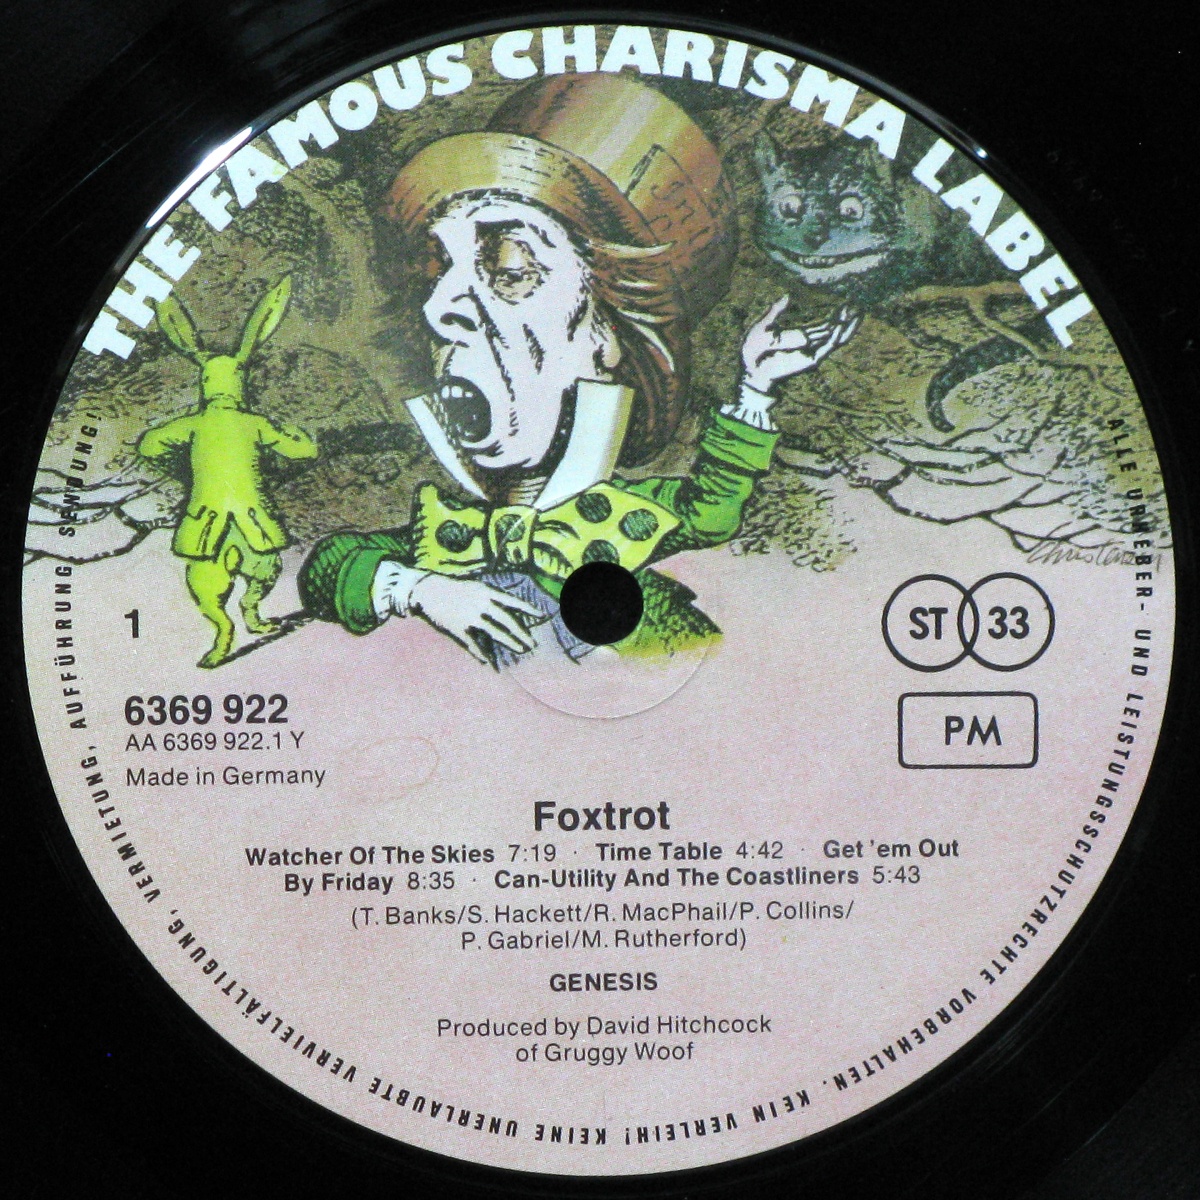 THE FAMOUS CHARISMA LABEL
In
Christensen
1
ST 33
6369 922
AA 6369 922.1 Y
PM
Made in Germany
Foxtrot
Watcher Of The Skies 7:19 · Time Table 4:42 · Get 'em Out
By Friday 8:35 · Can-Utility And The Coastliners 5:43
(T. Banks/S. Hackett/R. MacPhail/P. Collins/
P. Gabriel/M. Rutherford)
GENESIS
Produced by David Hitchcock
of Gruggy Woof
ALLE URHEBER- UND LEISTUNGSSCHUTZRECHTE VORBEHALTEN. KEIN VERLEIH! KEINE UNERLAUBTE VERVIELFÄLTIGUNG, VERMIETUNG, AUFFÜHRUNG, SENDUNG!